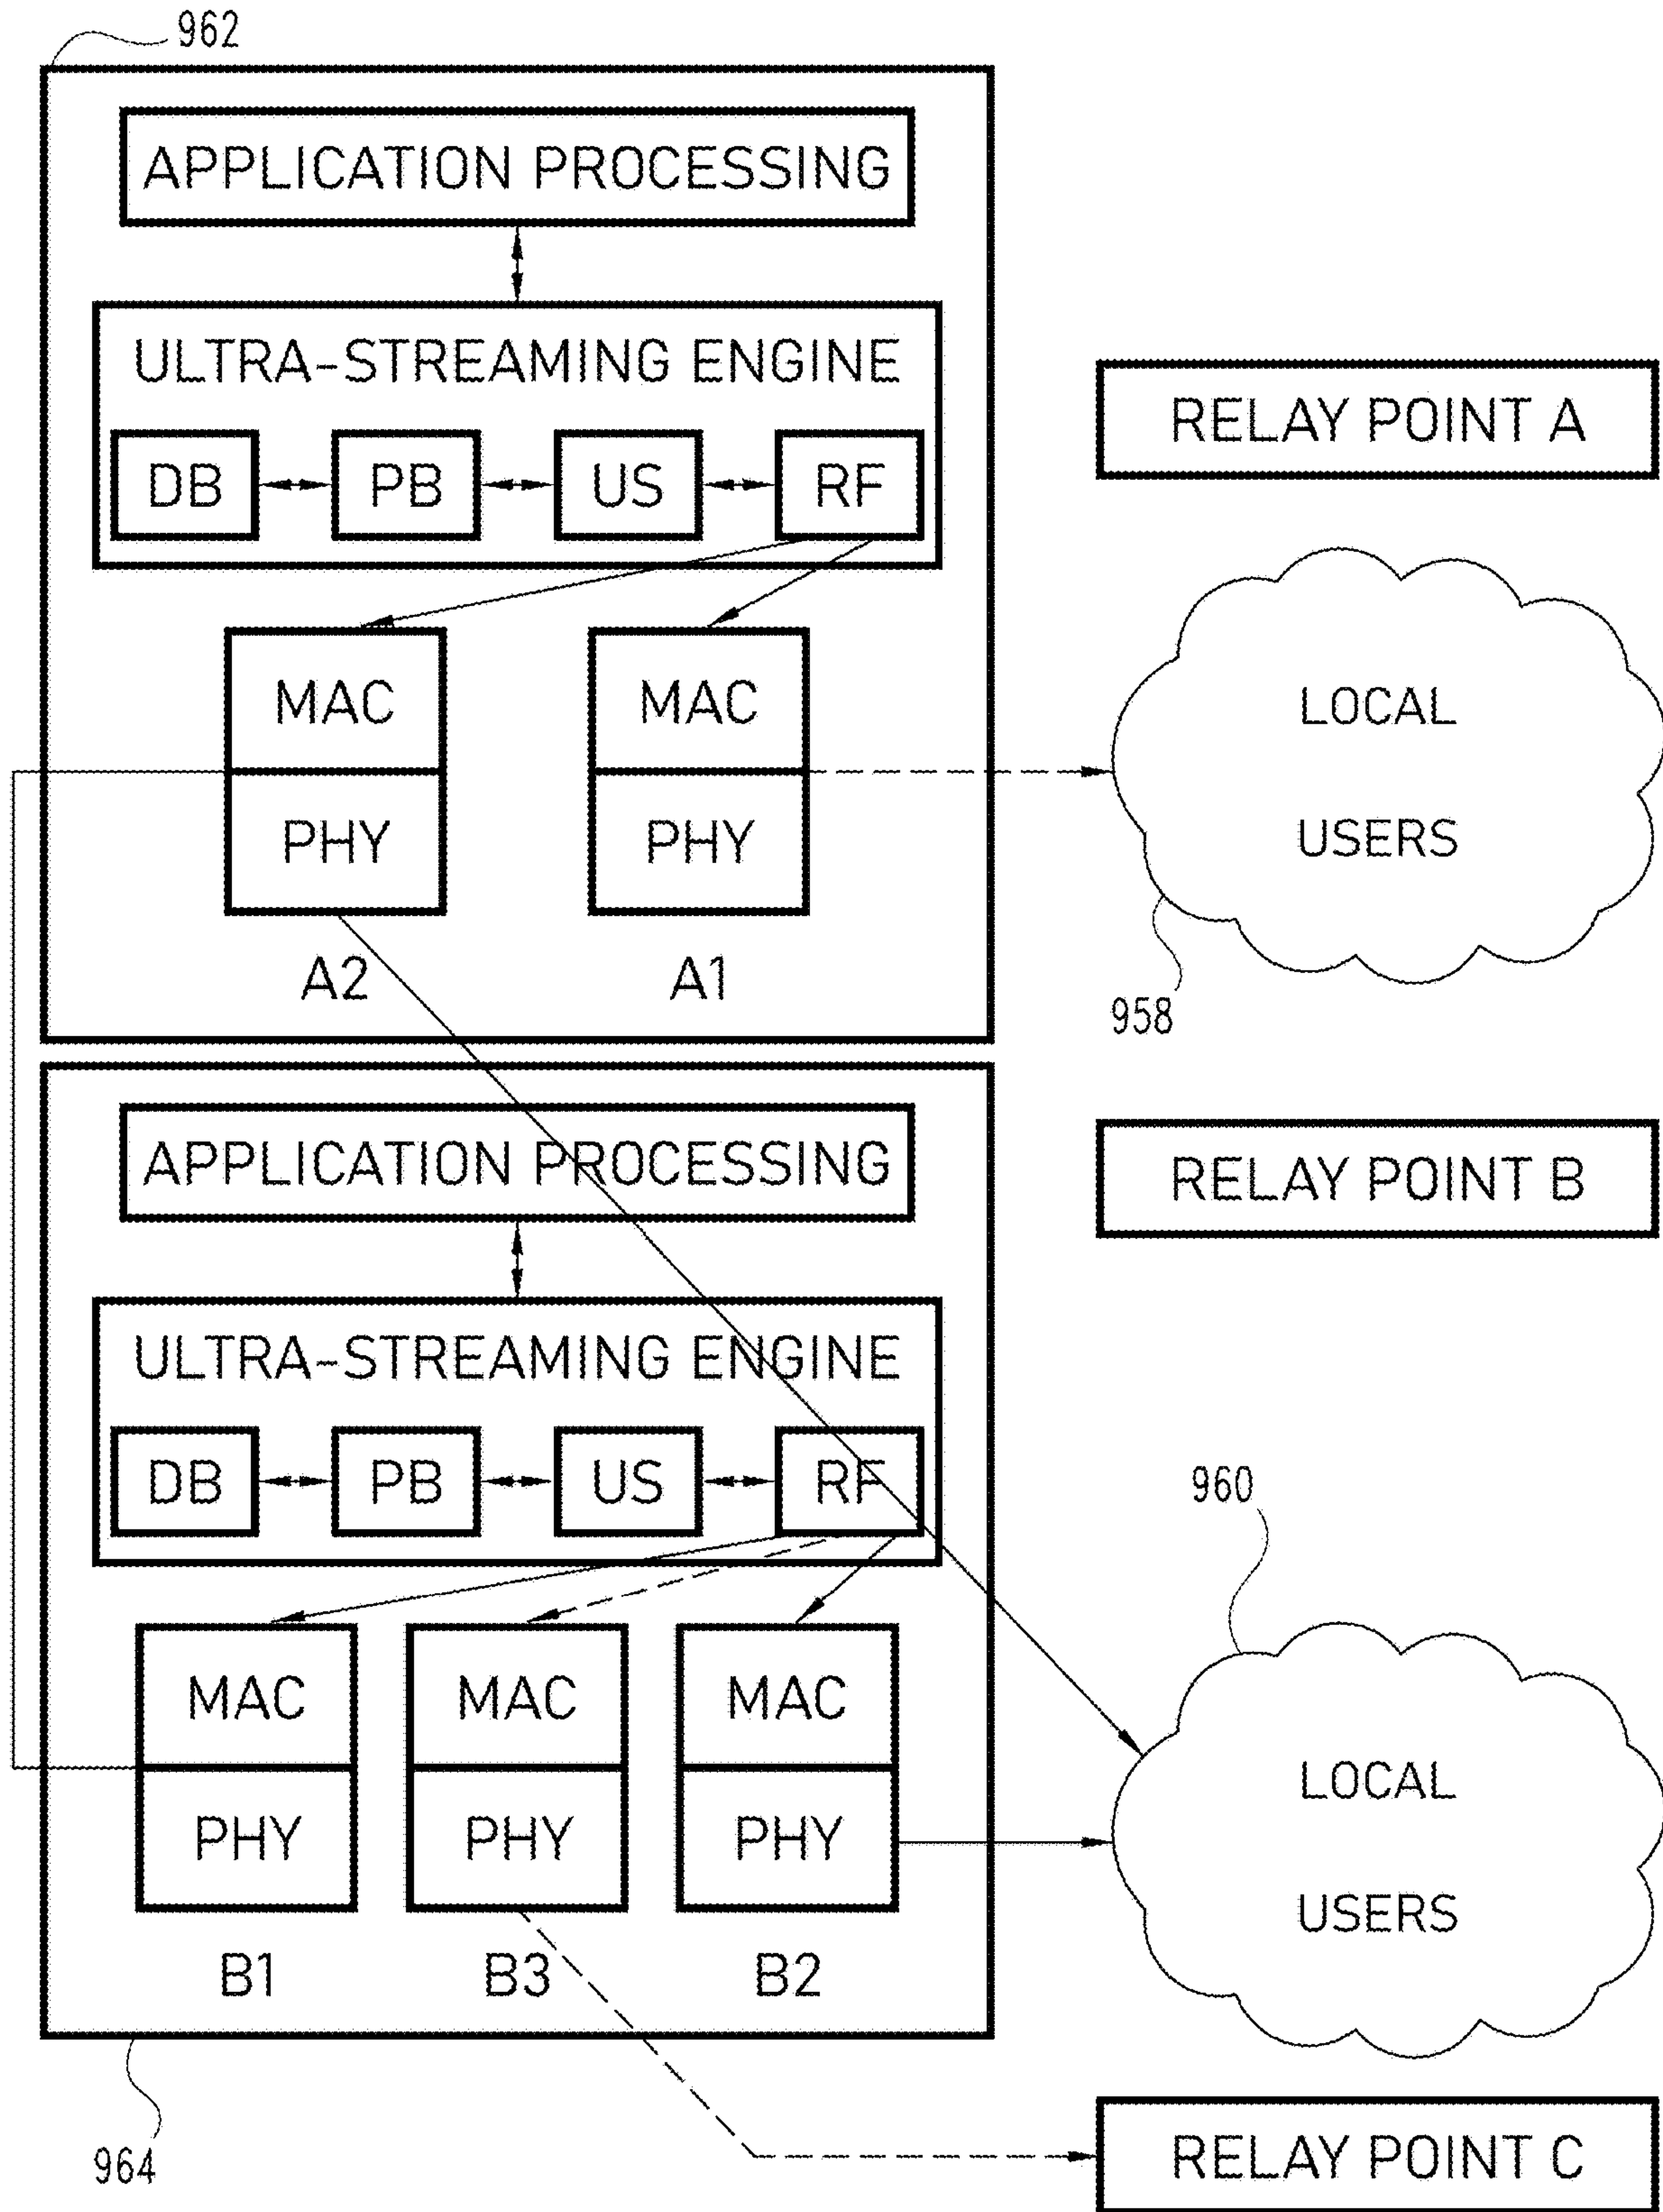 962
APPLICATION PROCESSING
ULTRA-STREAMING ENGINE
RELAY POINT A
DB PB US RF
MAC MAC
LOCAL
USERS
PHY PHY
A2 A1
958
APPLICATION PROCESSING
RELAY POINT B
ULTRA-STREAMING ENGINE
DB PB US RF
960
MAC MAC MAC
LOCAL
USERS
PHY PHY PHY
B1 B3 B2
964
RELAY POINT C